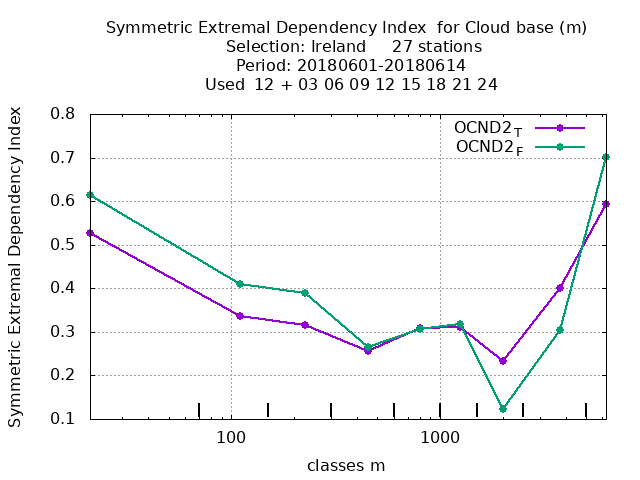 Symmetric Extremal Dependency Index for Cloud base (m)
Selection: Ireland 27 stations
Period: 20180601-20180614
Used 12 + 03 06 09 12 15 18 21 24
Symmetric Extremal Dependency Index
0.8
0.7
0.6
0.5
0.4
0.3
0.2
0.1
OCND2T
OCND2F
100 1000
classes m